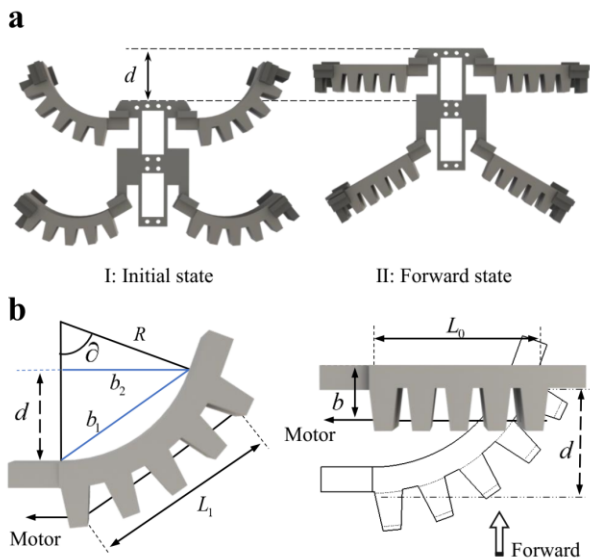 a
d
I: Initial state
II: Forward state
b
R
∂
b₂
d
b₁
L₁
Motor
L₀
b
Motor
d
Forward